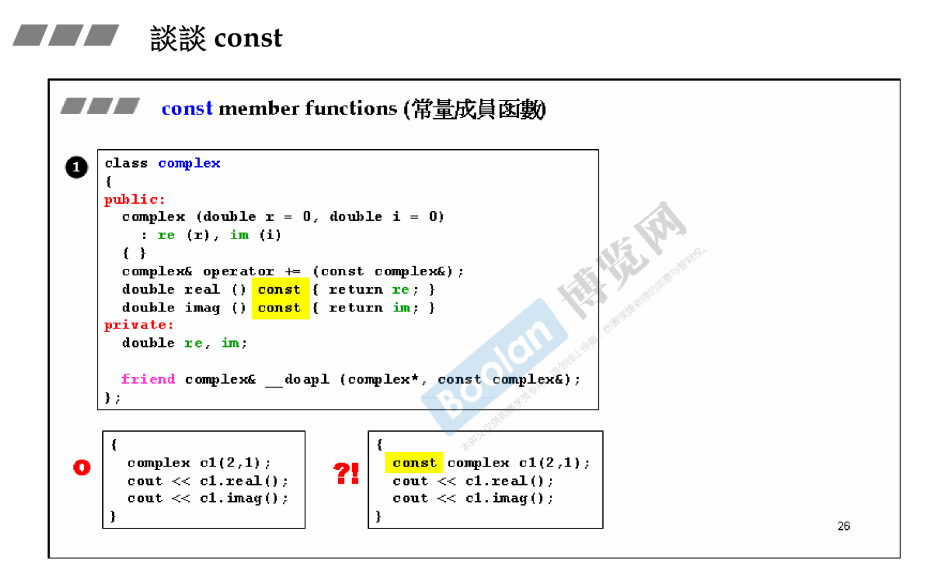 談談 const
const member functions (常量成員函數)
1
class complex
{
public:
complex (double r = 0, double i = 0)
: re (r), im (i)
{ }
complex& operator += (const complex&);
double real () const { return re; }
double imag () const { return im; }
private:
double re, im;
friend complex& __doapl (complex*, const complex&);
};
Boolan 博览网
O
{
complex c1(2,1);
cout << c1.real();
cout << c1.imag();
}
?!
{
const complex c1(2,1);
cout << c1.real();
cout << c1.imag();
}
26